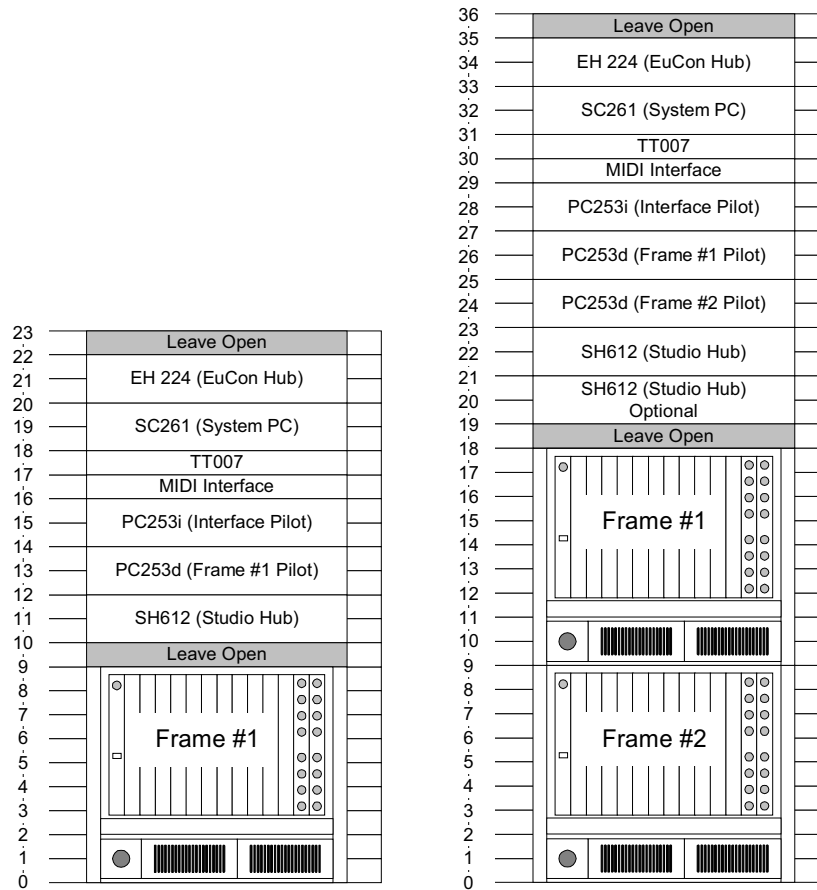 23
22
21
20
19
18
17
16
15
14
13
12
11
10
9
8
7
6
5
4
3
2
1
0
Leave Open
EH 224 (EuCon Hub)
SC261 (System PC)
TT007
MIDI Interface
PC253i (Interface Pilot)
PC253d (Frame #1 Pilot)
SH612 (Studio Hub)
Leave Open
Frame #1
36
35
34
33
32
31
30
29
28
27
26
25
24
23
22
21
20
19
18
17
16
15
14
13
12
11
10
9
8
7
6
5
4
3
2
1
0
Leave Open
EH 224 (EuCon Hub)
SC261 (System PC)
TT007
MIDI Interface
PC253i (Interface Pilot)
PC253d (Frame #1 Pilot)
PC253d (Frame #2 Pilot)
SH612 (Studio Hub)
SH612 (Studio Hub)
Optional
Leave Open
Frame #1
Frame #2